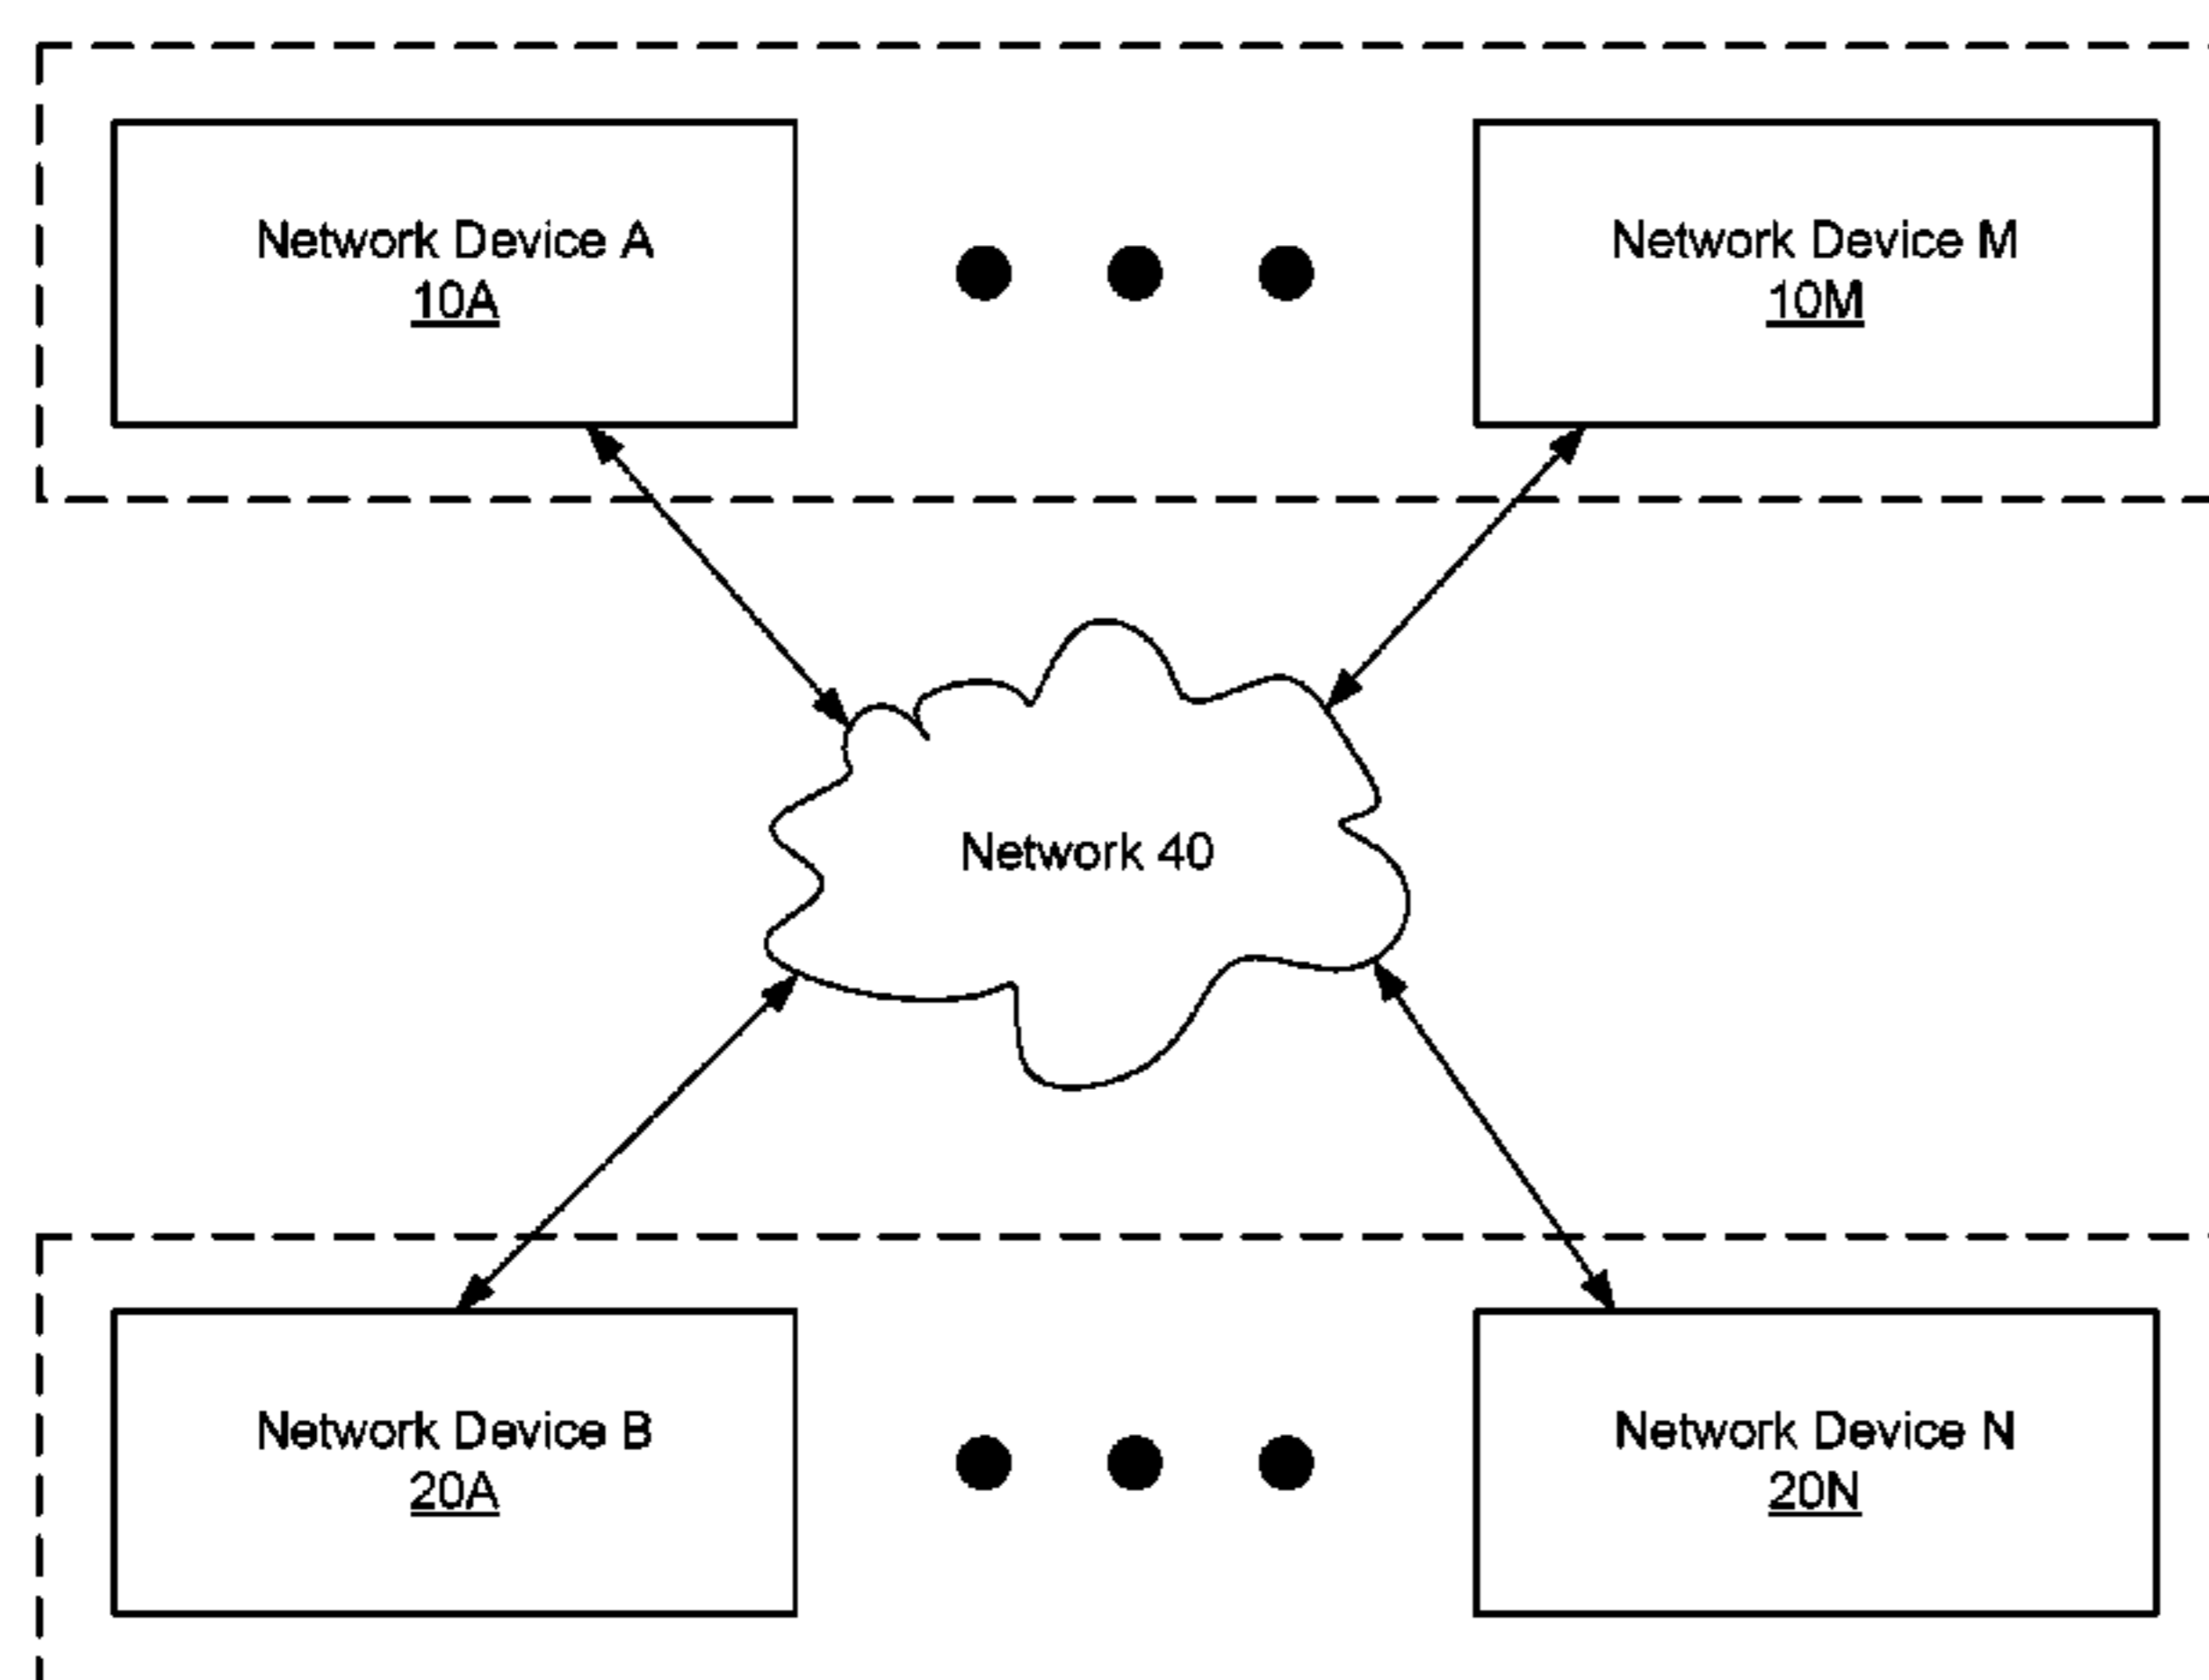 Network Device A
10A
Network Device M
10M
Network 40
Network Device B
20A
Network Device N
20N